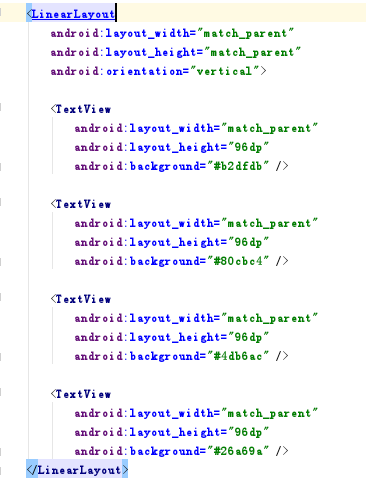 <LinearLayout
android:layout_width="match_parent"
android:layout_height="match_parent"
android:orientation="vertical">
<TextView
android:layout_width="match_parent"
android:layout_height="96dp"
android:background="#b2dfdb" />
<TextView
android:layout_width="match_parent"
android:layout_height="96dp"
android:background="#80cbc4" />
<TextView
android:layout_width="match_parent"
android:layout_height="96dp"
android:background="#4db6ac" />
<TextView
android:layout_width="match_parent"
android:layout_height="96dp"
android:background="#26a69a" />
</LinearLayout>